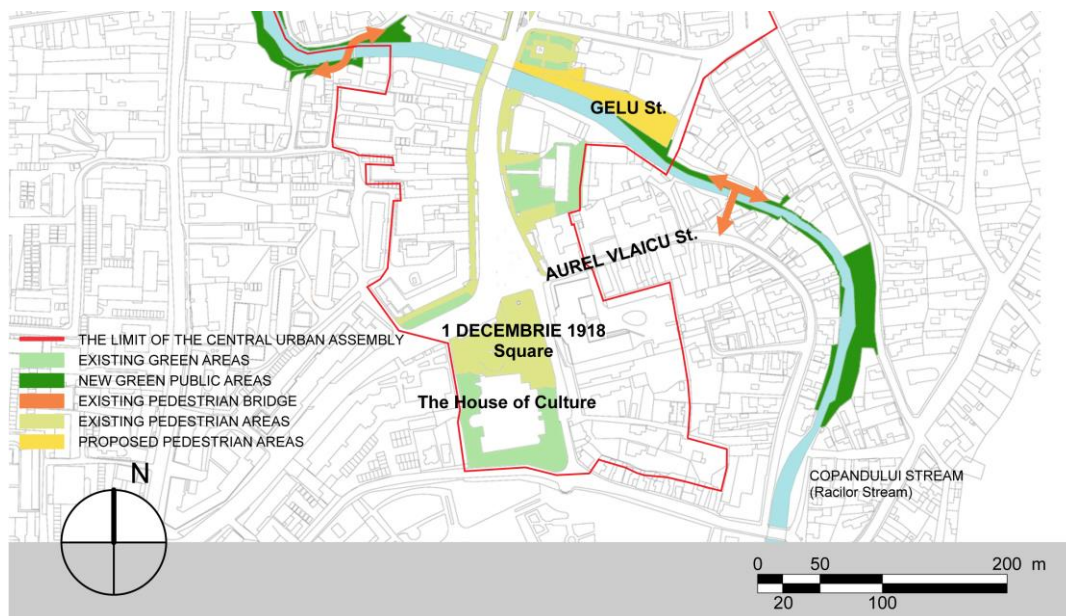 GELU St.
AUREL VLAICU St.
1 DECEMBRIE 1918
Square
The House of Culture
THE LIMIT OF THE CENTRAL URBAN ASSEMBLY
EXISTING GREEN AREAS
NEW GREEN PUBLIC AREAS
EXISTING PEDESTRIAN BRIDGE
EXISTING PEDESTRIAN AREAS
PROPOSED PEDESTRIAN AREAS
N
COPANDULUI STREAM
(Racilor Stream)
0 50 200 m
20 100